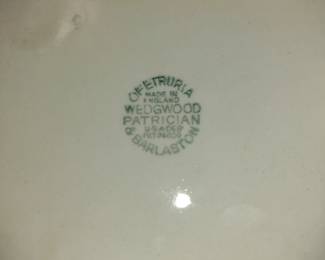 OF ETRURIA
MADE IN
ENGLAND
WEDGWOOD
PATRICIAN
& BARLASTON